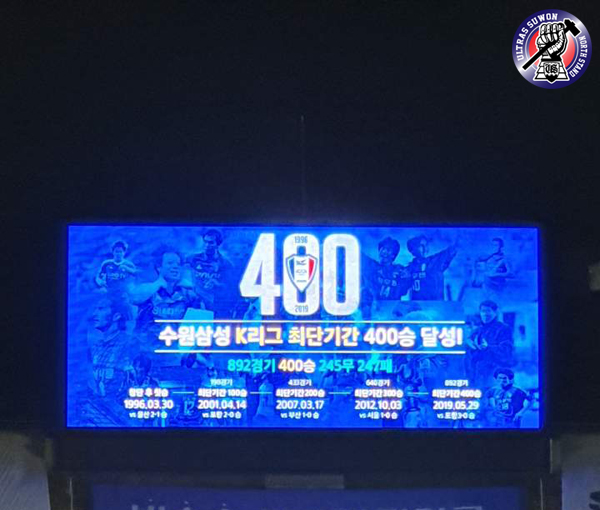 ULTRAS SUWON
NORTH STAND
1996
400
2019
수원삼성 K리그 최단기간 400승 달성!
892경기 400승 245무 247패
창단 후 첫승
1996.03.30
vs 울산 2-1 승
최단기간 100승
2001.04.14
vs 포항 2-0 승
433경기
최단기간 200승
2007.03.17
vs 부산 1-0 승
640경기
최단기간 300승
2012.10.03
vs 서울 1-0 승
892경기
최단기간 400승
2019.05.29
vs 포항 3-0 승